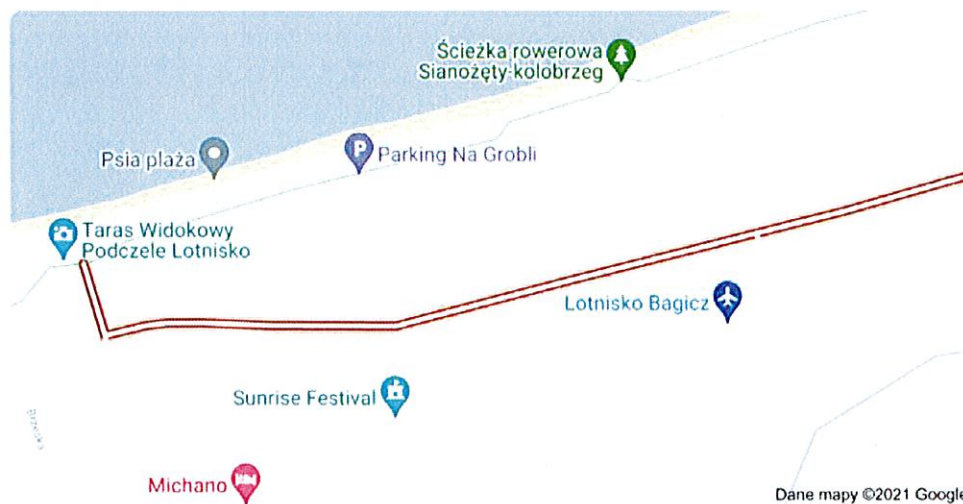 Ścieżka rowerowa
Sianożęty-kolobrzeg
Psia plaża
P
Parking Na Grobli
Taras Widokowy
Podczele Lotnisko
Lotnisko Bagicz
Sunrise Festival
Michano
Dane mapy ©2021 Google